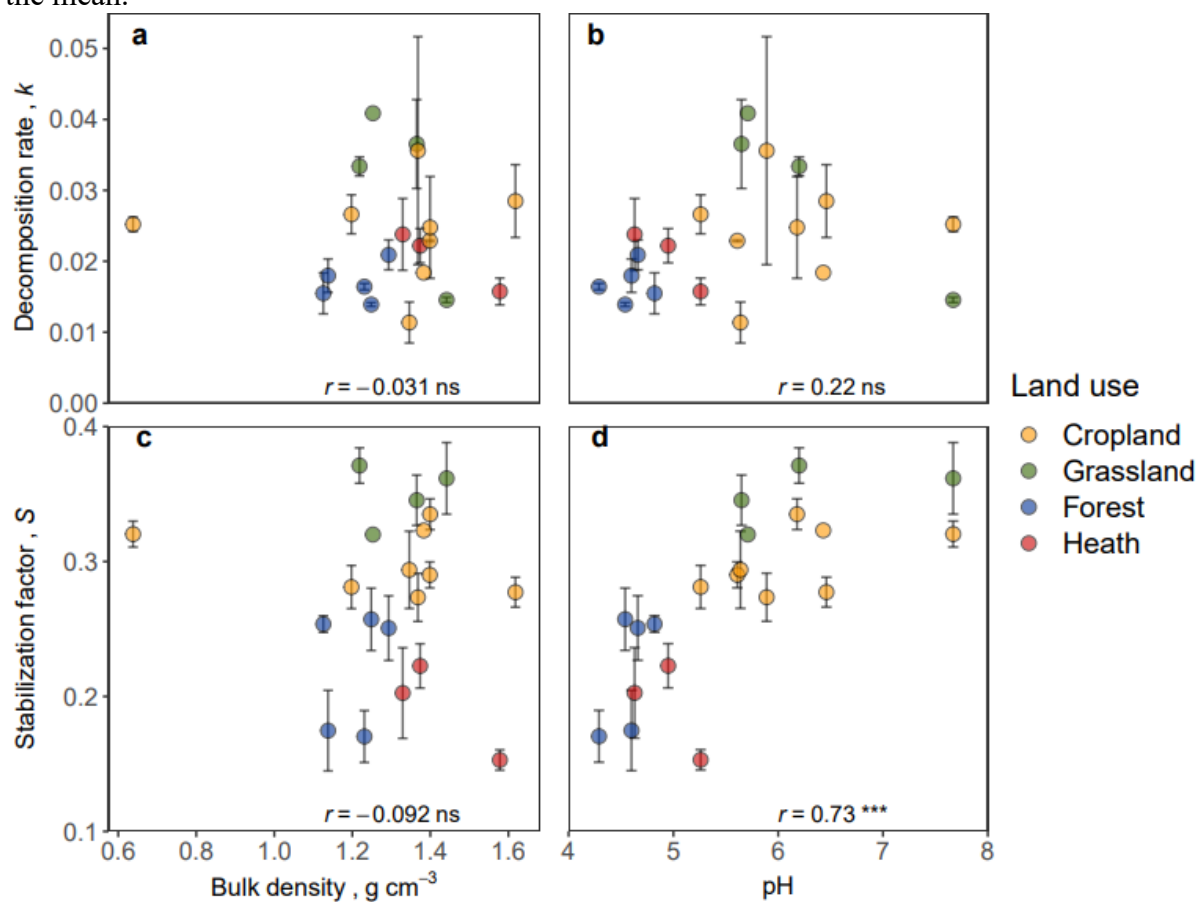 the mean.
a
b
0.05
0.04
0.03
0.02
0.01
0.00
Decomposition rate , k
r = −0.031 ns
r = 0.22 ns
c
d
0.4
0.3
0.2
0.1
Stabilization factor , S
r = −0.092 ns
r = 0.73 ***
0.6 0.8 1.0 1.2 1.4 1.6
4 5 6 7 8
Bulk density , g cm⁻³
pH
Land use
Cropland
Grassland
Forest
Heath